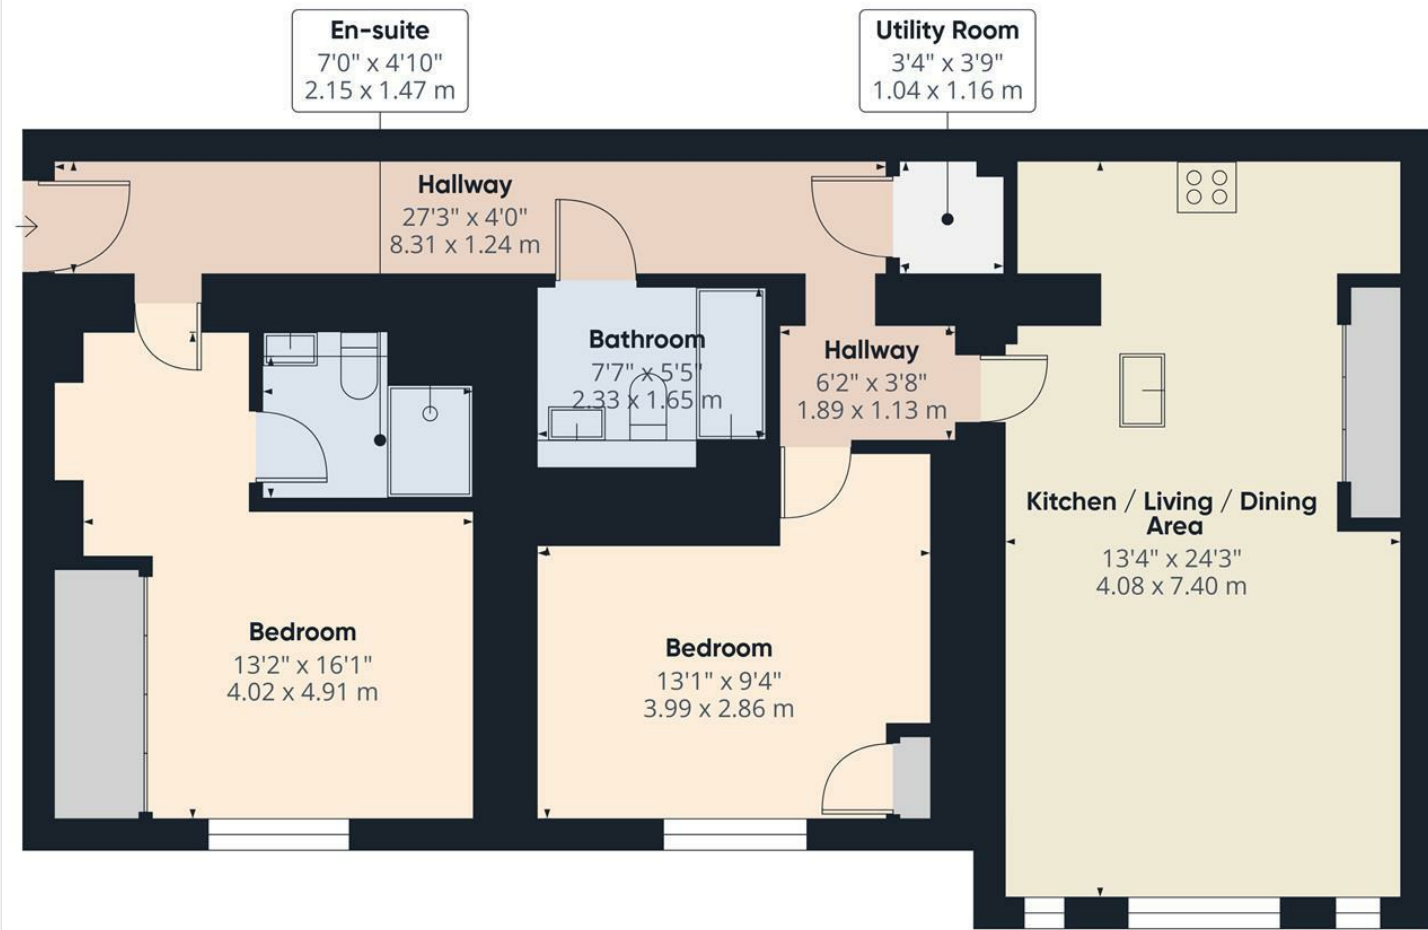 En-suite
7'0" x 4'10"
2.15 x 1.47 m
Utility Room
3'4" x 3'9"
1.04 x 1.16 m
Hallway
27'3" x 4'0"
8.31 x 1.24 m
Bathroom
7'7" x 5'5"
2.33 x 1.65 m
Hallway
6'2" x 3'8"
1.89 x 1.13 m
Kitchen / Living / Dining
Area
13'4" x 24'3"
4.08 x 7.40 m
Bedroom
13'2" x 16'1"
4.02 x 4.91 m
Bedroom
13'1" x 9'4"
3.99 x 2.86 m